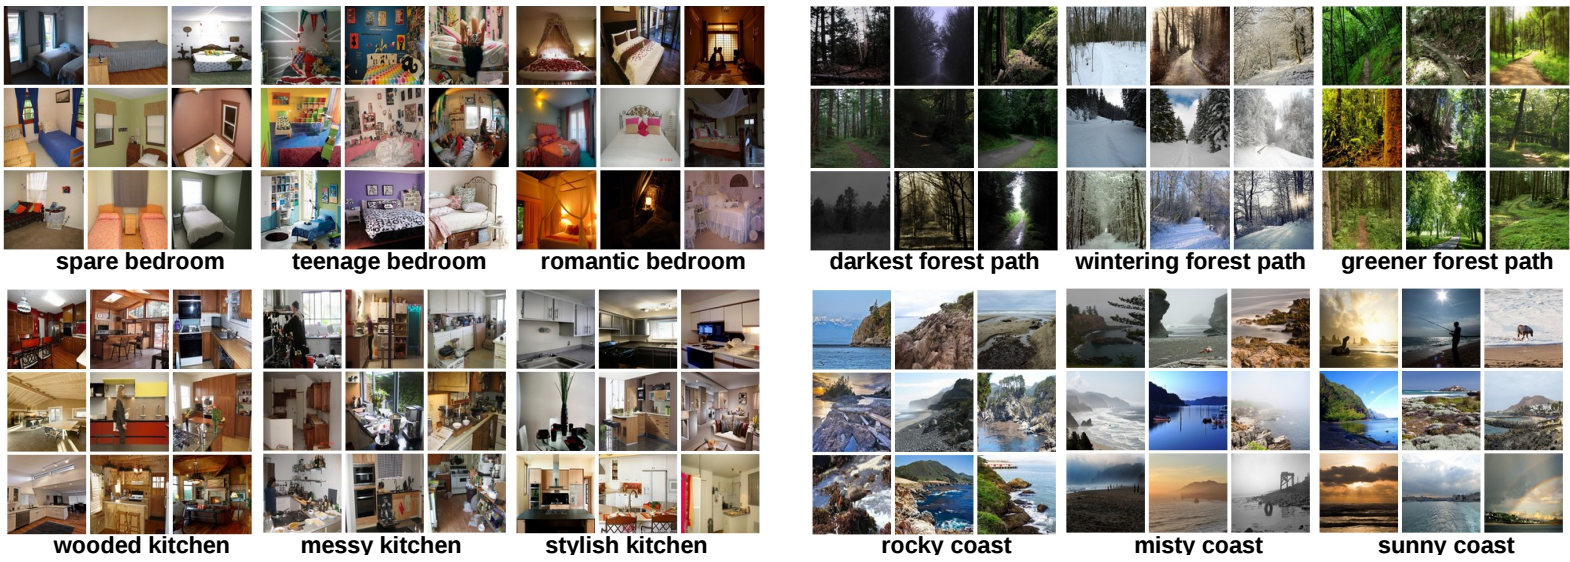 spare bedroom
teenage bedroom
romantic bedroom
darkest forest path
wintering forest path
greener forest path
wooded kitchen
messy kitchen
stylish kitchen
rocky coast
misty coast
sunny coast